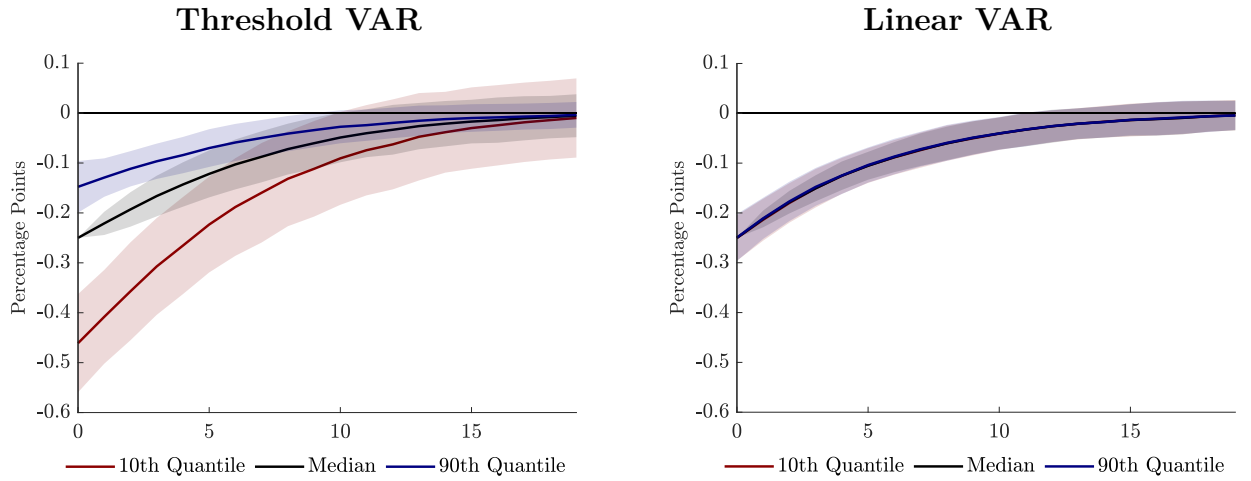 Threshold VAR
Percentage Points
0.1
0
-0.1
-0.2
-0.3
-0.4
-0.5
-0.6
0 5 10 15
10th Quantile Median 90th Quantile
Linear VAR
Percentage Points
0.1
0
-0.1
-0.2
-0.3
-0.4
-0.5
-0.6
0 5 10 15
10th Quantile Median 90th Quantile